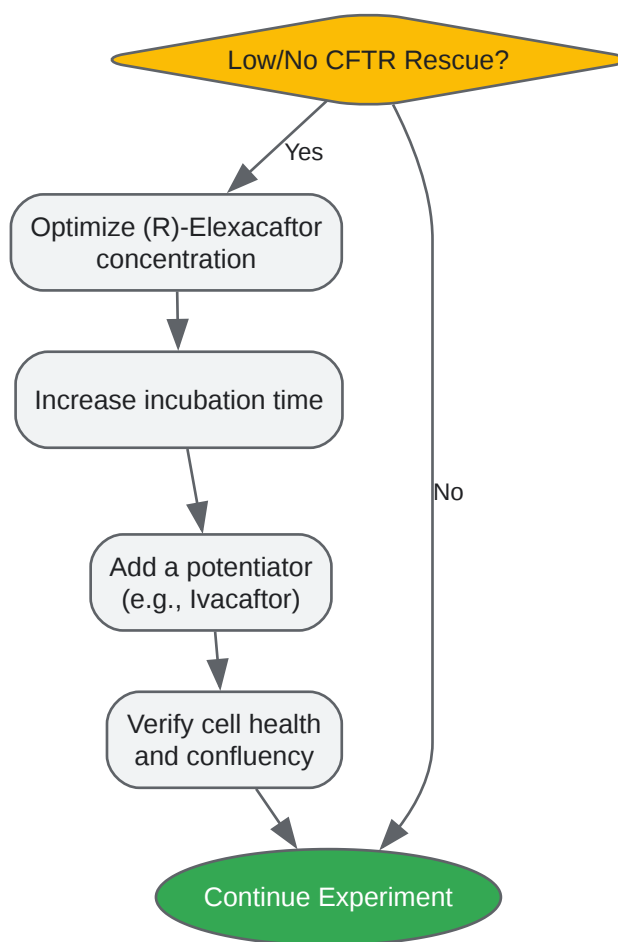 Low/No CFTR Rescue?
Yes
Optimize (R)-Elexacaftor
concentration
Increase incubation time
No
Add a potentiator
(e.g., Ivacaftor)
Verify cell health
and confluency
Continue Experiment